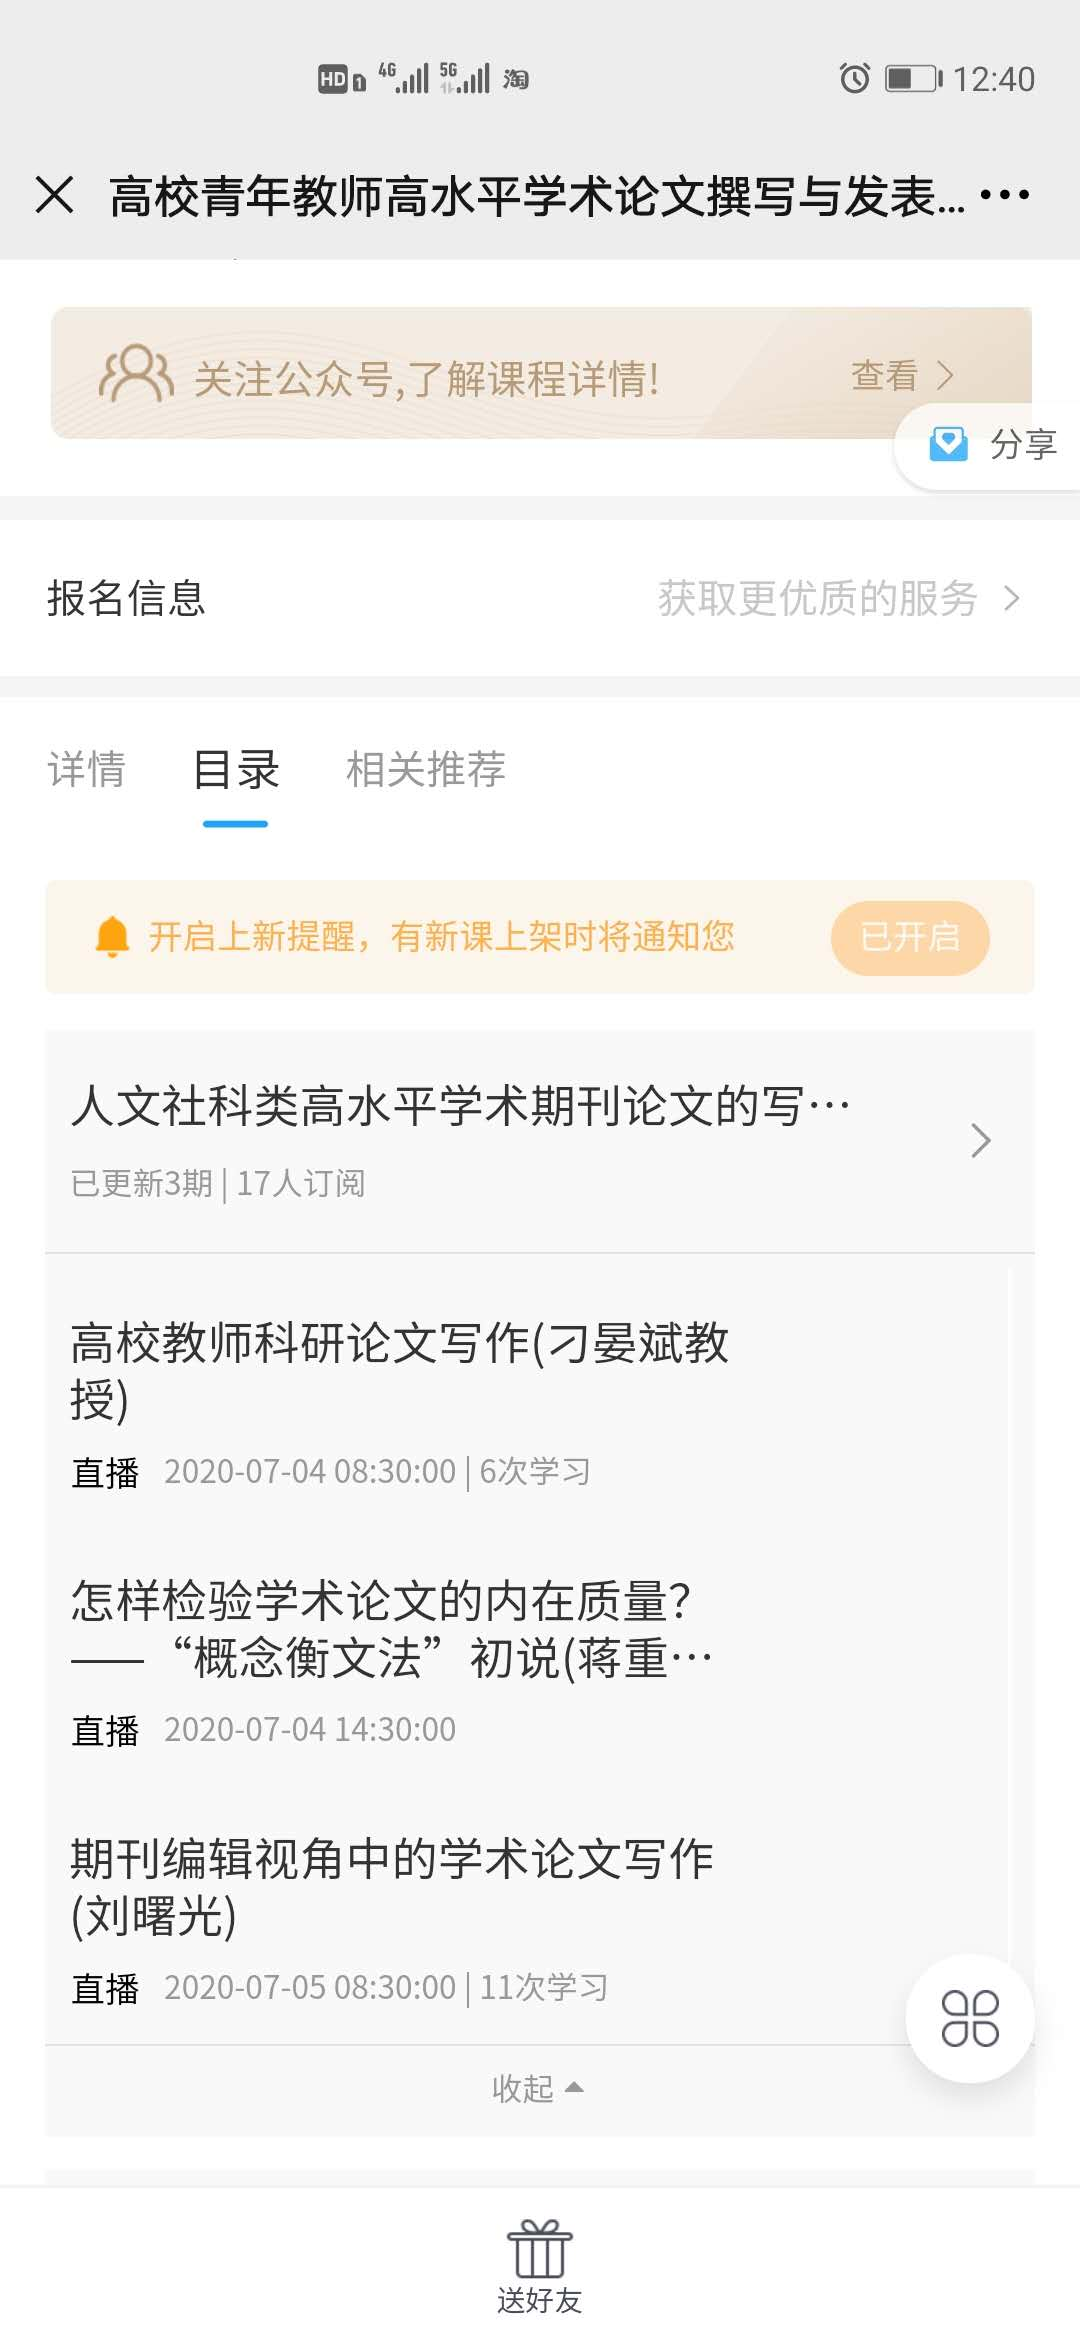 HD 1 4G 5G 淘 12:40
高校青年教师高水平学术论文撰写与发表...
关注公众号,了解课程详情! 查看
分享
报名信息 获取更优质的服务
详情 目录 相关推荐
开启上新提醒，有新课上架时将通知您 已开启
人文社科类高水平学术期刊论文的写…
已更新3期 | 17人订阅
高校教师科研论文写作(刁晏斌教
授)
直播 2020-07-04 08:30:00 | 6次学习
怎样检验学术论文的内在质量？
——“概念衡文法”初说(蒋重…
直播 2020-07-04 14:30:00
期刊编辑视角中的学术论文写作
(刘曙光)
直播 2020-07-05 08:30:00 | 11次学习
收起
送好友